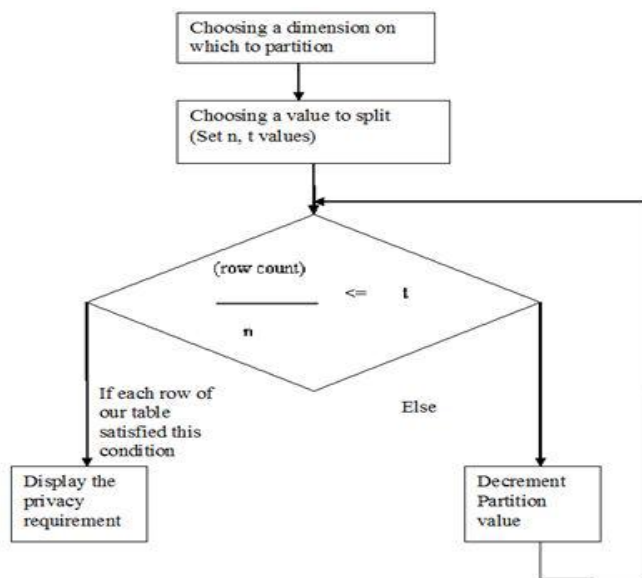 Choosing a dimension on
which to partition
Choosing a value to split
(Set n, t values)
(row count)
<= t
n
If each row of
our table
satisfied this
condition
Else
Display the
privacy
requirement
Decrement
Partition
value